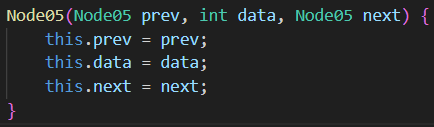 Node05(Node05 prev, int data, Node05 next) {
    this.prev = prev;
    this.data = data;
    this.next = next;
}